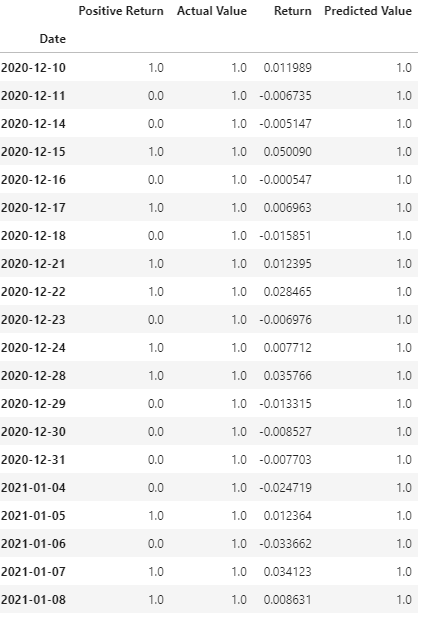 Positive Return Actual Value Return Predicted Value
Date
2020-12-10 1.0 1.0 0.011989 1.0
2020-12-11 0.0 1.0 -0.006735 1.0
2020-12-14 0.0 1.0 -0.005147 1.0
2020-12-15 1.0 1.0 0.050090 1.0
2020-12-16 0.0 1.0 -0.000547 1.0
2020-12-17 1.0 1.0 0.006963 1.0
2020-12-18 0.0 1.0 -0.015851 1.0
2020-12-21 1.0 1.0 0.012395 1.0
2020-12-22 1.0 1.0 0.028465 1.0
2020-12-23 0.0 1.0 -0.006976 1.0
2020-12-24 1.0 1.0 0.007712 1.0
2020-12-28 1.0 1.0 0.035766 1.0
2020-12-29 0.0 1.0 -0.013315 1.0
2020-12-30 0.0 1.0 -0.008527 1.0
2020-12-31 0.0 1.0 -0.007703 1.0
2021-01-04 0.0 1.0 -0.024719 1.0
2021-01-05 1.0 1.0 0.012364 1.0
2021-01-06 0.0 1.0 -0.033662 1.0
2021-01-07 1.0 1.0 0.034123 1.0
2021-01-08 1.0 1.0 0.008631 1.0